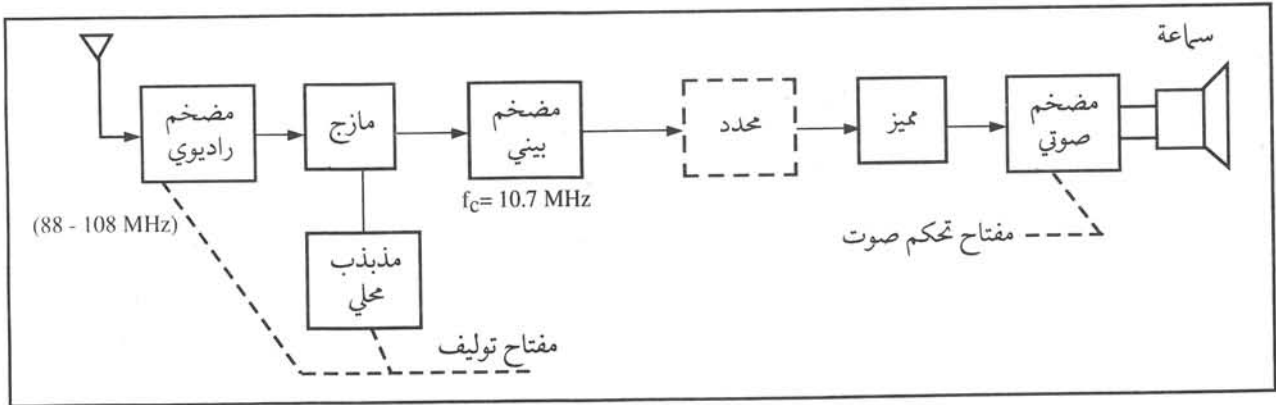 سماعة
مضخم
راديوي
مازج
مضخم
بيني
محدد
مميز
مضخم
صوتي
(88 - 108 MHz)
fc= 10.7 MHz
مذبذب
محلي
مفتاح تحكم صوت
مفتاح توليف